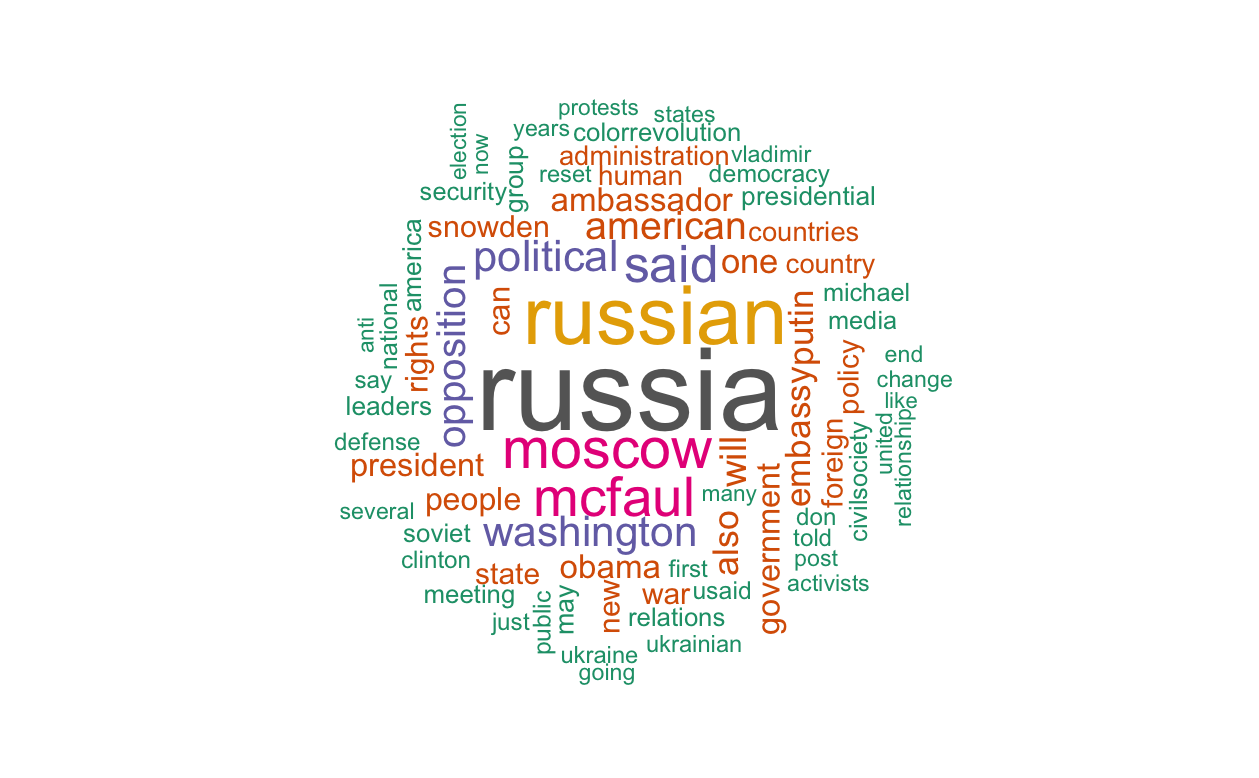 protests
states
election
now
years
colorrevolution
group
administration
vladimir
reset
human
democracy
security
ambassador
presidential
snowden
american
countries
america
political
said
one
country
opposition
can
russian
embassy
putin
michael
media
anti
national
rights
russia
policy
end
change
say
like
leaders
united
relationship
defense
moscow
will
foreign
civilsociety
president
people
mcfaul
many
government
several
also
don
soviet
washington
told
clinton
state
obama
first
post
activists
meeting
may
new
war
usaid
just
public
relations
ukraine
ukrainian
going